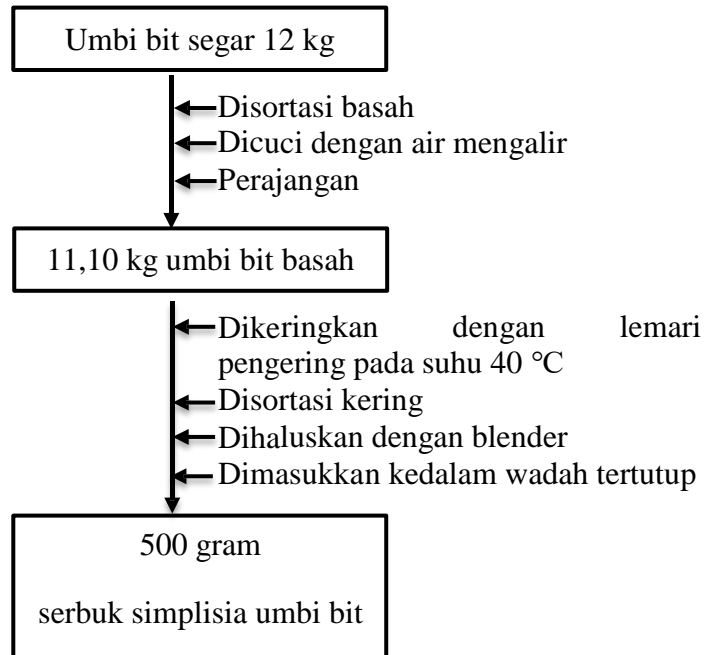 Umbi bit segar 12 kg
Disortasi basah
Dicuci dengan air mengalir
Perajangan
11,10 kg umbi bit basah
Dikeringkan dengan lemari
pengering pada suhu 40 °C
Disortasi kering
Dihaluskan dengan blender
Dimasukkan kedalam wadah tertutup
500 gram
serbuk simplisia umbi bit